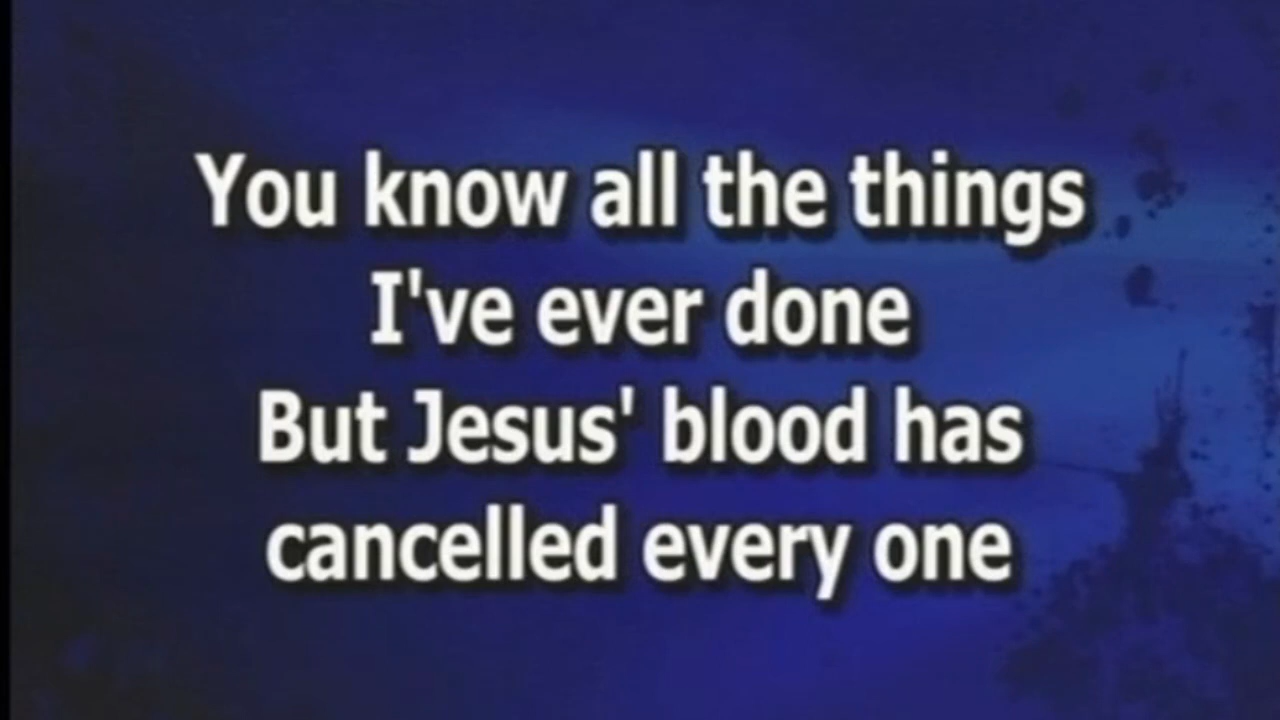 You know all the things
I've ever done
But Jesus' blood has
cancelled every one